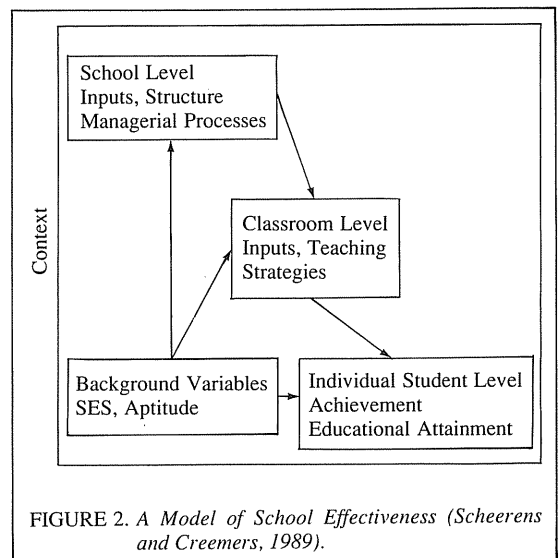 School Level
Inputs, Structure
Managerial Processes
Context
Classroom Level
Inputs, Teaching
Strategies
Background Variables
SES, Aptitude
Individual Student Level
Achievement
Educational Attainment
FIGURE 2. A Model of School Effectiveness (Scheerens
and Creemers, 1989).